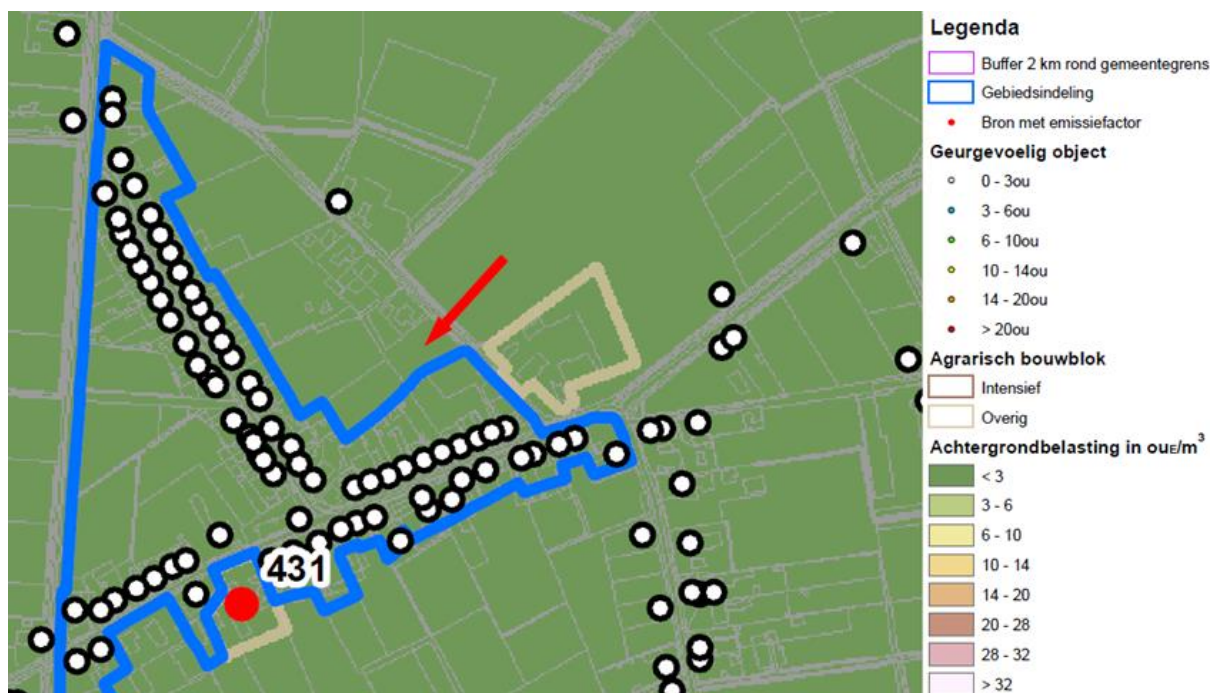 431
Legenda
Buffer 2 km rond gemeentegrens
Gebiedsindeling
Bron met emissiefactor
Geurgevoelig object
0 - 3ou
3 - 6ou
6 - 10ou
10 - 14ou
14 - 20ou
> 20ou
Agrarisch bouwblok
Intensief
Overig
Achtergrondbelasting in ouE/m³
< 3
3 - 6
6 - 10
10 - 14
14 - 20
20 - 28
28 - 32
> 32